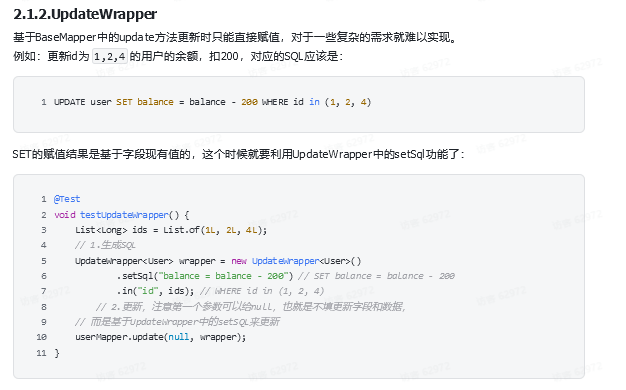 2.1.2.UpdateWrapper
基于BaseMapper中的update方法更新时只能直接赋值，对于一些复杂的需求就难以实现。
例如：更新id为 1,2,4 的用户的余额，扣200，对应的SQL应该是：
1 UPDATE user SET balance = balance - 200 WHERE id in (1, 2, 4)
SET的赋值结果是基于字段现有值的，这个时候就要利用UpdateWrapper中的setSql功能了：
1 @Test
2 void testUpdateWrapper() {
3 List<Long> ids = List.of(1L, 2L, 4L);
4 // 1.生成SQL
5 UpdateWrapper<User> wrapper = new UpdateWrapper<User>()
6 .setSql("balance = balance - 200") // SET balance = balance - 200
7 .in("id", ids); // WHERE id in (1, 2, 4)
8 // 2.更新，注意第一个参数可以给null，也就是不填更新字段和数据，
9 // 而是基于UpdateWrapper中的setSQL来更新
10 userMapper.update(null, wrapper);
11 }